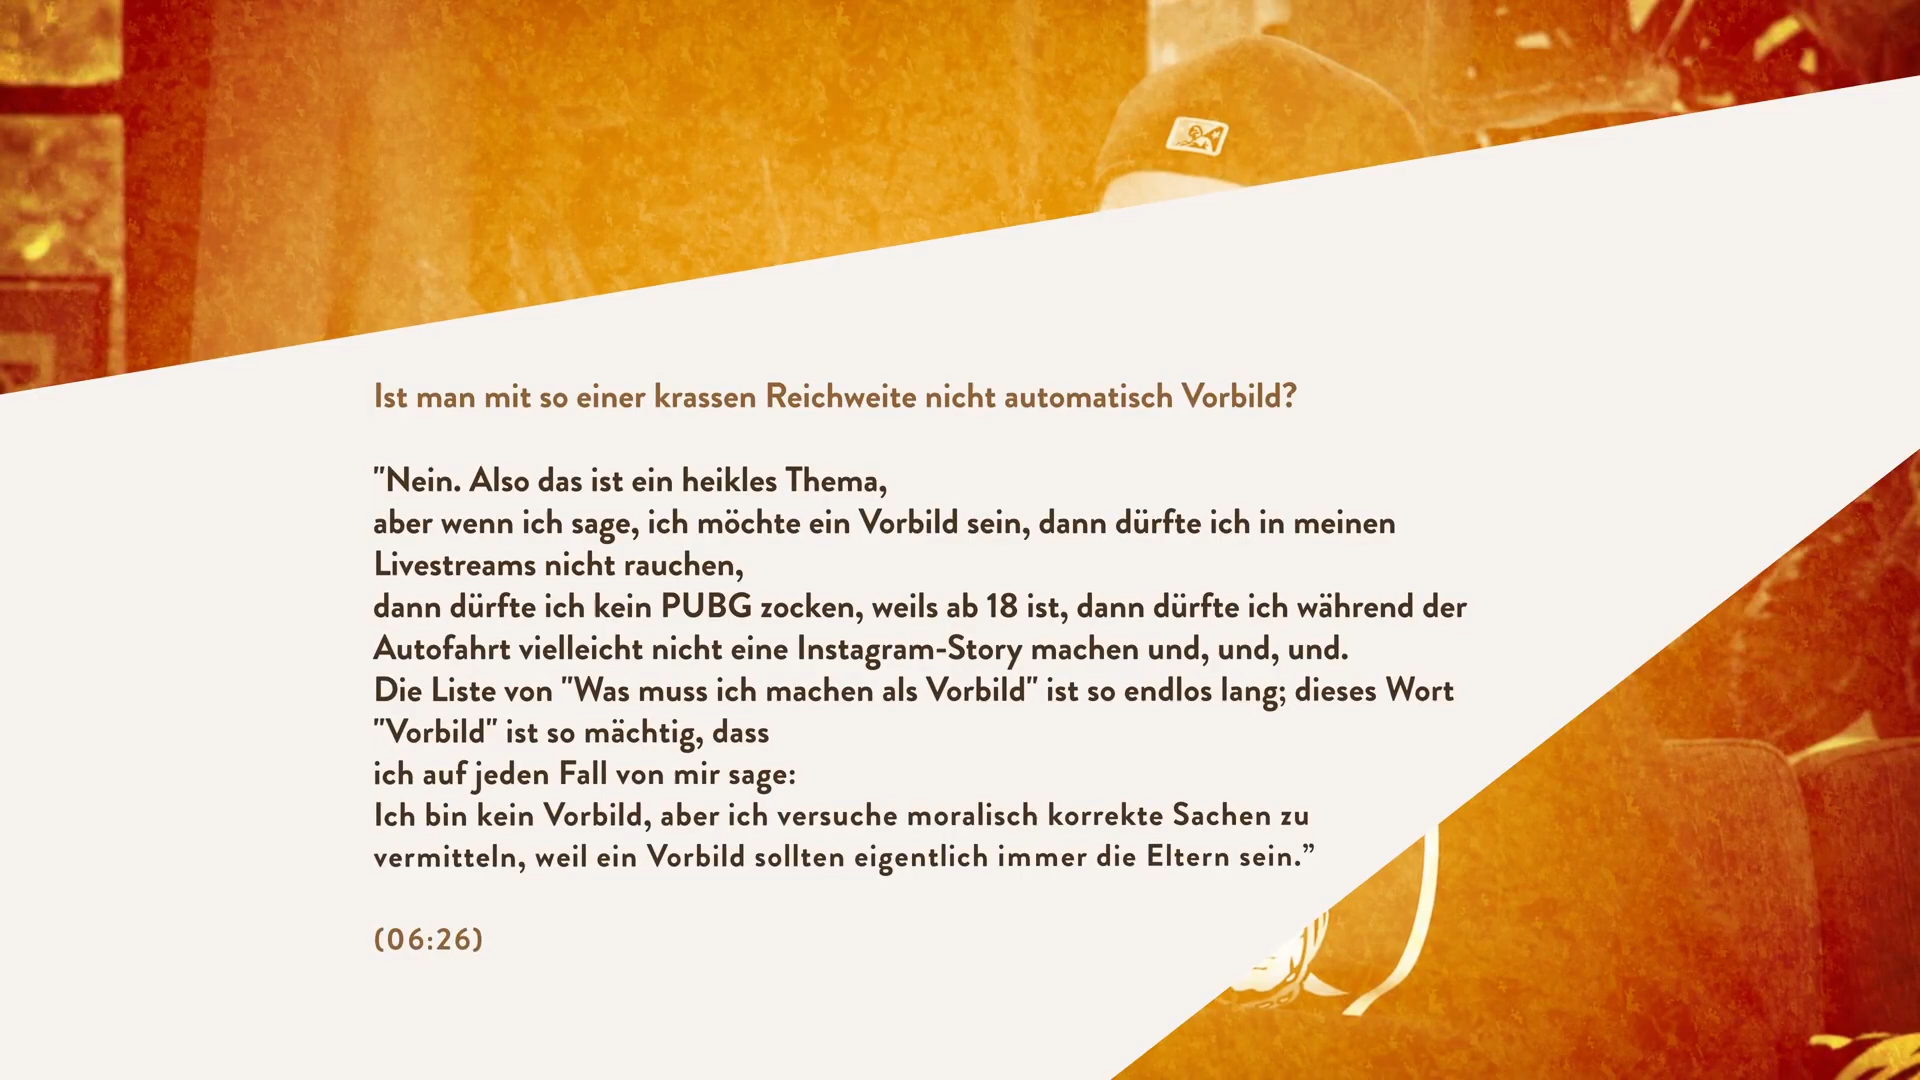 Ist man mit so einer krassen Reichweite nicht automatisch Vorbild?
"Nein. Also das ist ein heikles Thema,
aber wenn ich sage, ich möchte ein Vorbild sein, dann dürfte ich in meinen
Livestreams nicht rauchen,
dann dürfte ich kein PUBG zocken, weils ab 18 ist, dann dürfte ich während der
Autofahrt vielleicht nicht eine Instagram-Story machen und, und, und.
Die Liste von "Was muss ich machen als Vorbild" ist so endlos lang; dieses Wort
"Vorbild" ist so mächtig, dass
ich auf jeden Fall von mir sage:
Ich bin kein Vorbild, aber ich versuche moralisch korrekte Sachen zu
vermitteln, weil ein Vorbild sollten eigentlich immer die Eltern sein.”
(06:26)